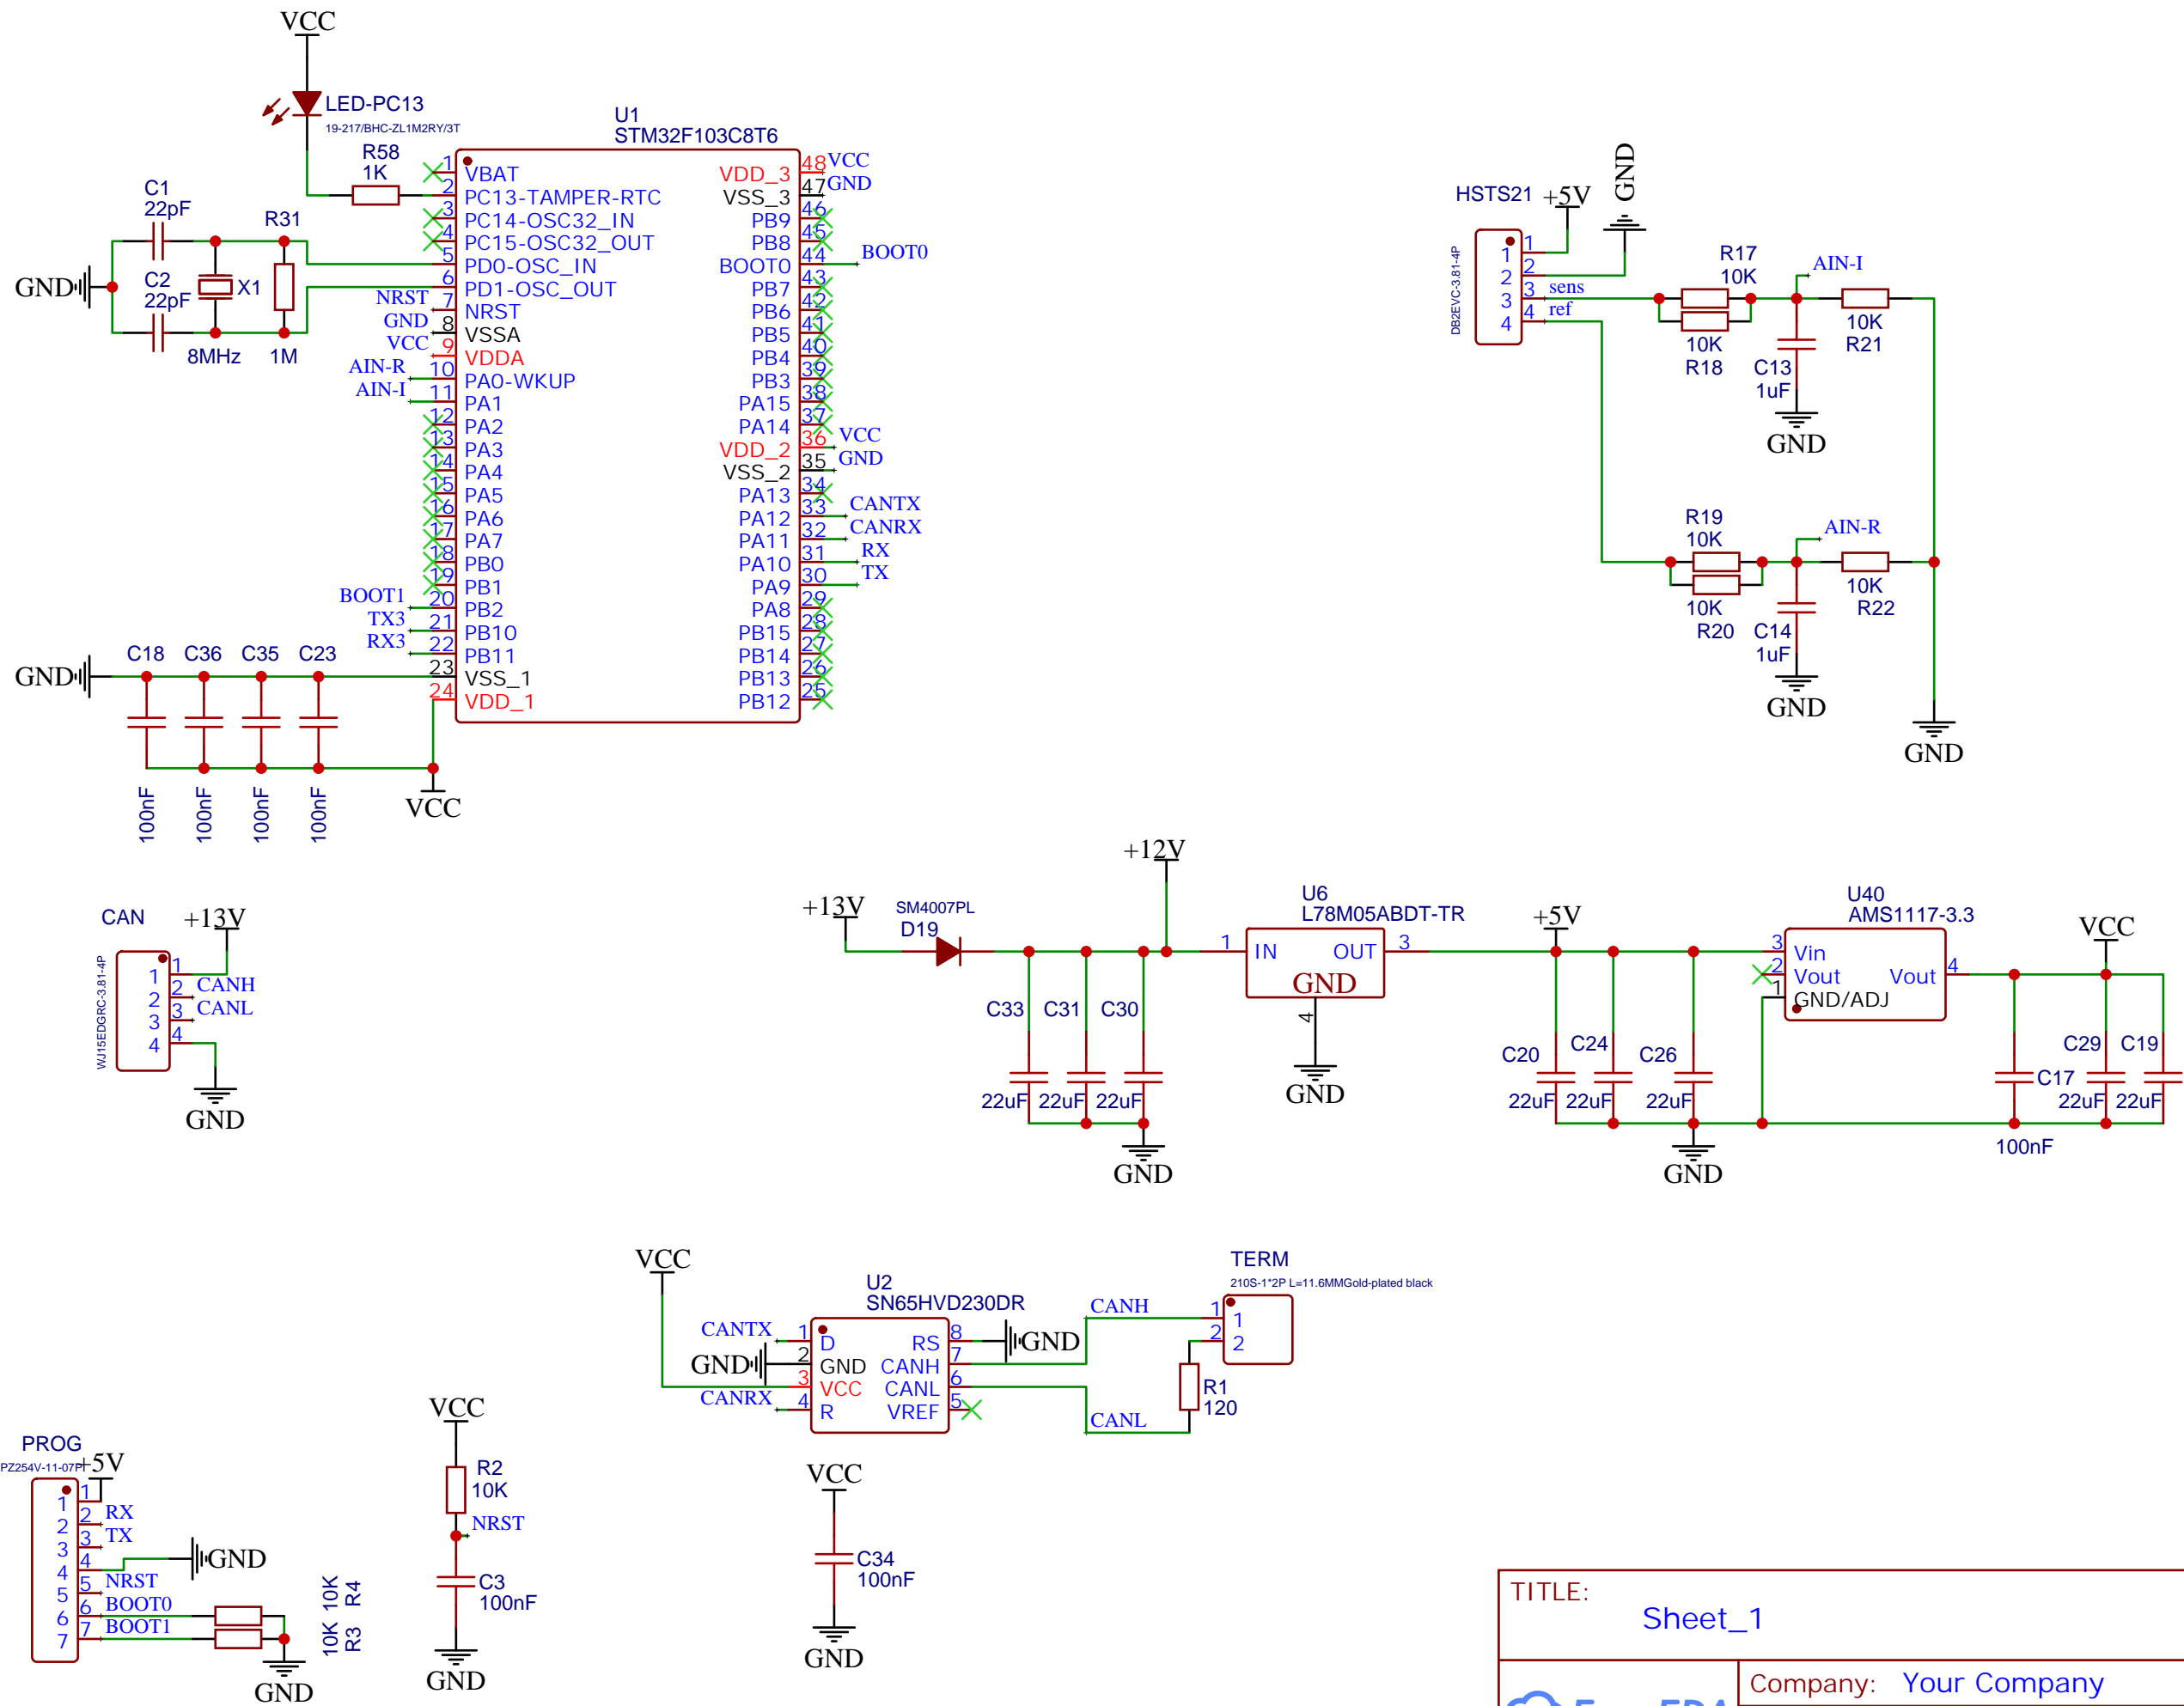 VCC
LED-PC13
19-217/BHC-ZL1M2RY/3T
R58
1K
C1
22pF
R31
GND
C2
22pF
X1
8MHz
1M
U1
STM32F103C8T6
1 VBAT
2 PC13-TAMPER-RTC
3 PC14-OSC32_IN
4 PC15-OSC32_OUT
5 PD0-OSC_IN
6 PD1-OSC_OUT
NRST 7 NRST
GND 8 VSSA
VCC 9 VDDA
AIN-R 10 PA0-WKUP
AIN-I 11 PA1
12 PA2
13 PA3
14 PA4
15 PA5
16 PA6
17 PA7
18 PB0
19 PB1
BOOT1 20 PB2
TX3 21 PB10
RX3 22 PB11
23 VSS_1
24 VDD_1
VDD_3 48 VCC
VSS_3 47 GND
PB9 46
PB8 45
BOOT0 44 BOOT0
PB7 43
PB6 42
PB5 41
PB4 40
PB3 39
PA15 38
PA14 37
VDD_2 36 VCC
VSS_2 35 GND
PA13 34
PA12 33 CANTX
PA11 32 CANRX
PA10 31 RX
PA9 30 TX
PA8 29
PB15 28
PB14 27
PB13 26
PB12 25
GND
C18 C36 C35 C23
100nF 100nF 100nF 100nF
VCC
HSTS21
+5V
GND
DB2EVC-3.81-4P
1 1
2 2
3 3 sens
4 4 ref
R17
10K
10K
R18
AIN-I
10K
R21
C13
1uF
GND
R19
10K
10K
R20
AIN-R
10K
R22
C14
1uF
GND
GND
CAN
+13V
WJ15EDGRC-3.81-4P
1 1
2 2 CANH
3 3 CANL
4 4
GND
+13V
SM4007PL
D19
+12V
C33 C31 C30
22uF 22uF 22uF
GND
U6
L78M05ABDT-TR
1 IN OUT 3
GND
4
GND
+5V
C20 C24 C26
22uF 22uF 22uF
GND
U40
AMS1117-3.3
3 Vin
2 Vout Vout 4
1 GND/ADJ
VCC
C17 C29 C19
22uF 22uF
100nF
VCC
U2
SN65HVD230DR
CANTX 1 D RS 8 GND
GND 2 GND CANH 7
3 VCC CANL 6
CANRX 4 R VREF 5
CANH
CANL
TERM
210S-1*2P L=11.6MMGold-plated black
1 1
2 2
R1
120
PROG
PZ254V-11-07P
+5V
1 1
2 2 RX
3 3 TX
4 4 GND
5 5 NRST
6 6 BOOT0
7 7 BOOT1
10K 10K
R3 R4
GND
VCC
R2
10K
NRST
C3
100nF
GND
VCC
C34
100nF
GND
TITLE:
Sheet_1
Company: Your Company